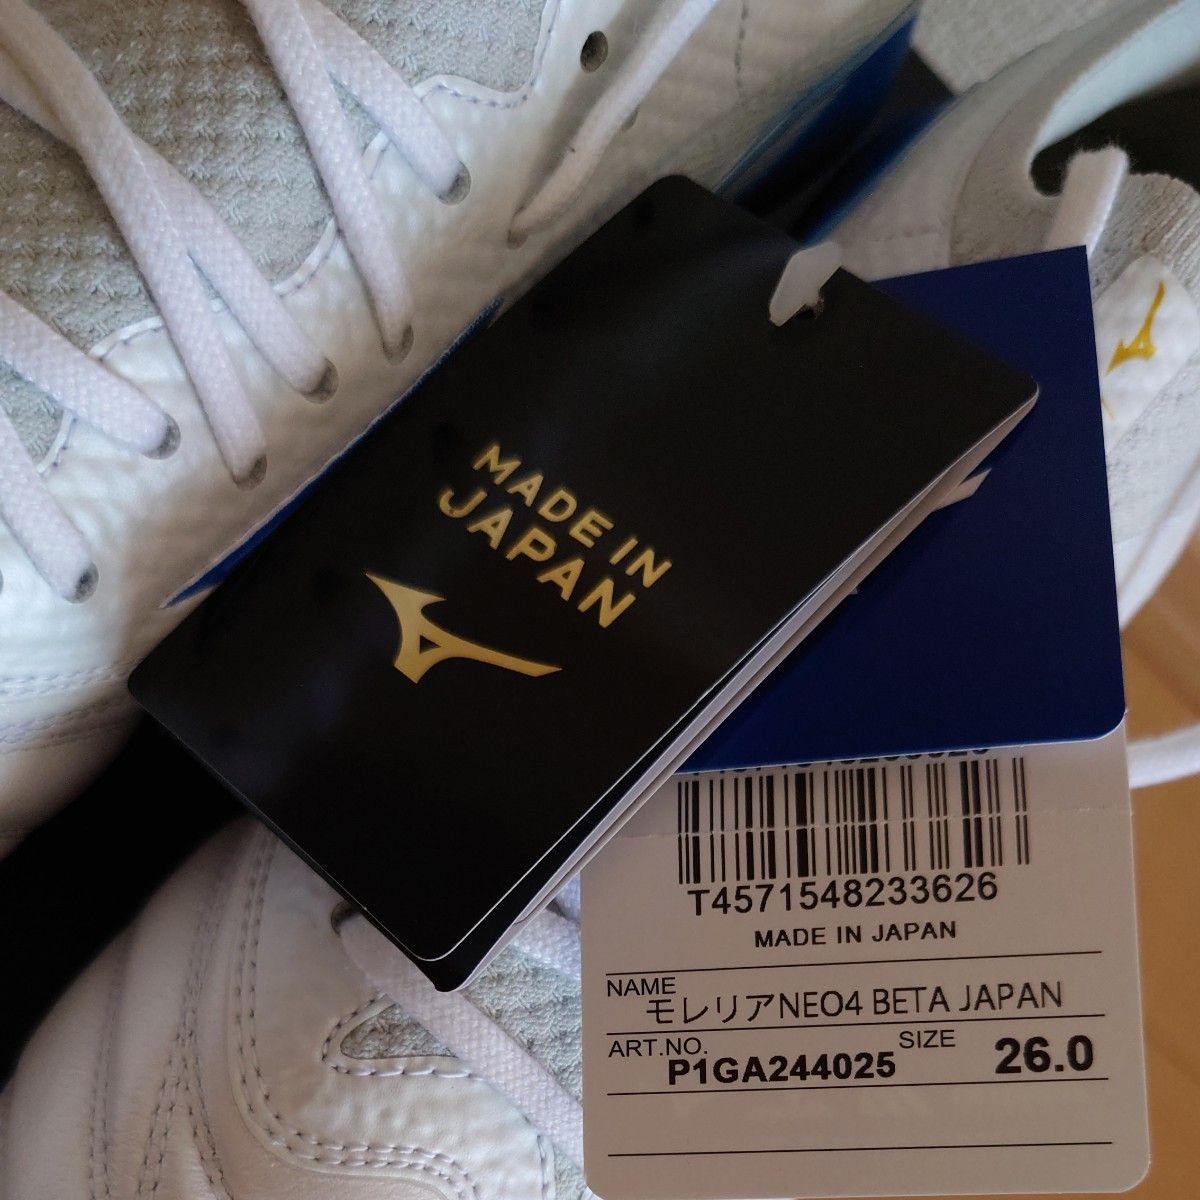 MADE IN
JAPAN
T4571548233626
MADE IN JAPAN
NAME
モレリアNEO4 BETA JAPAN
ART.NO.
P1GA244025
SIZE
26.0